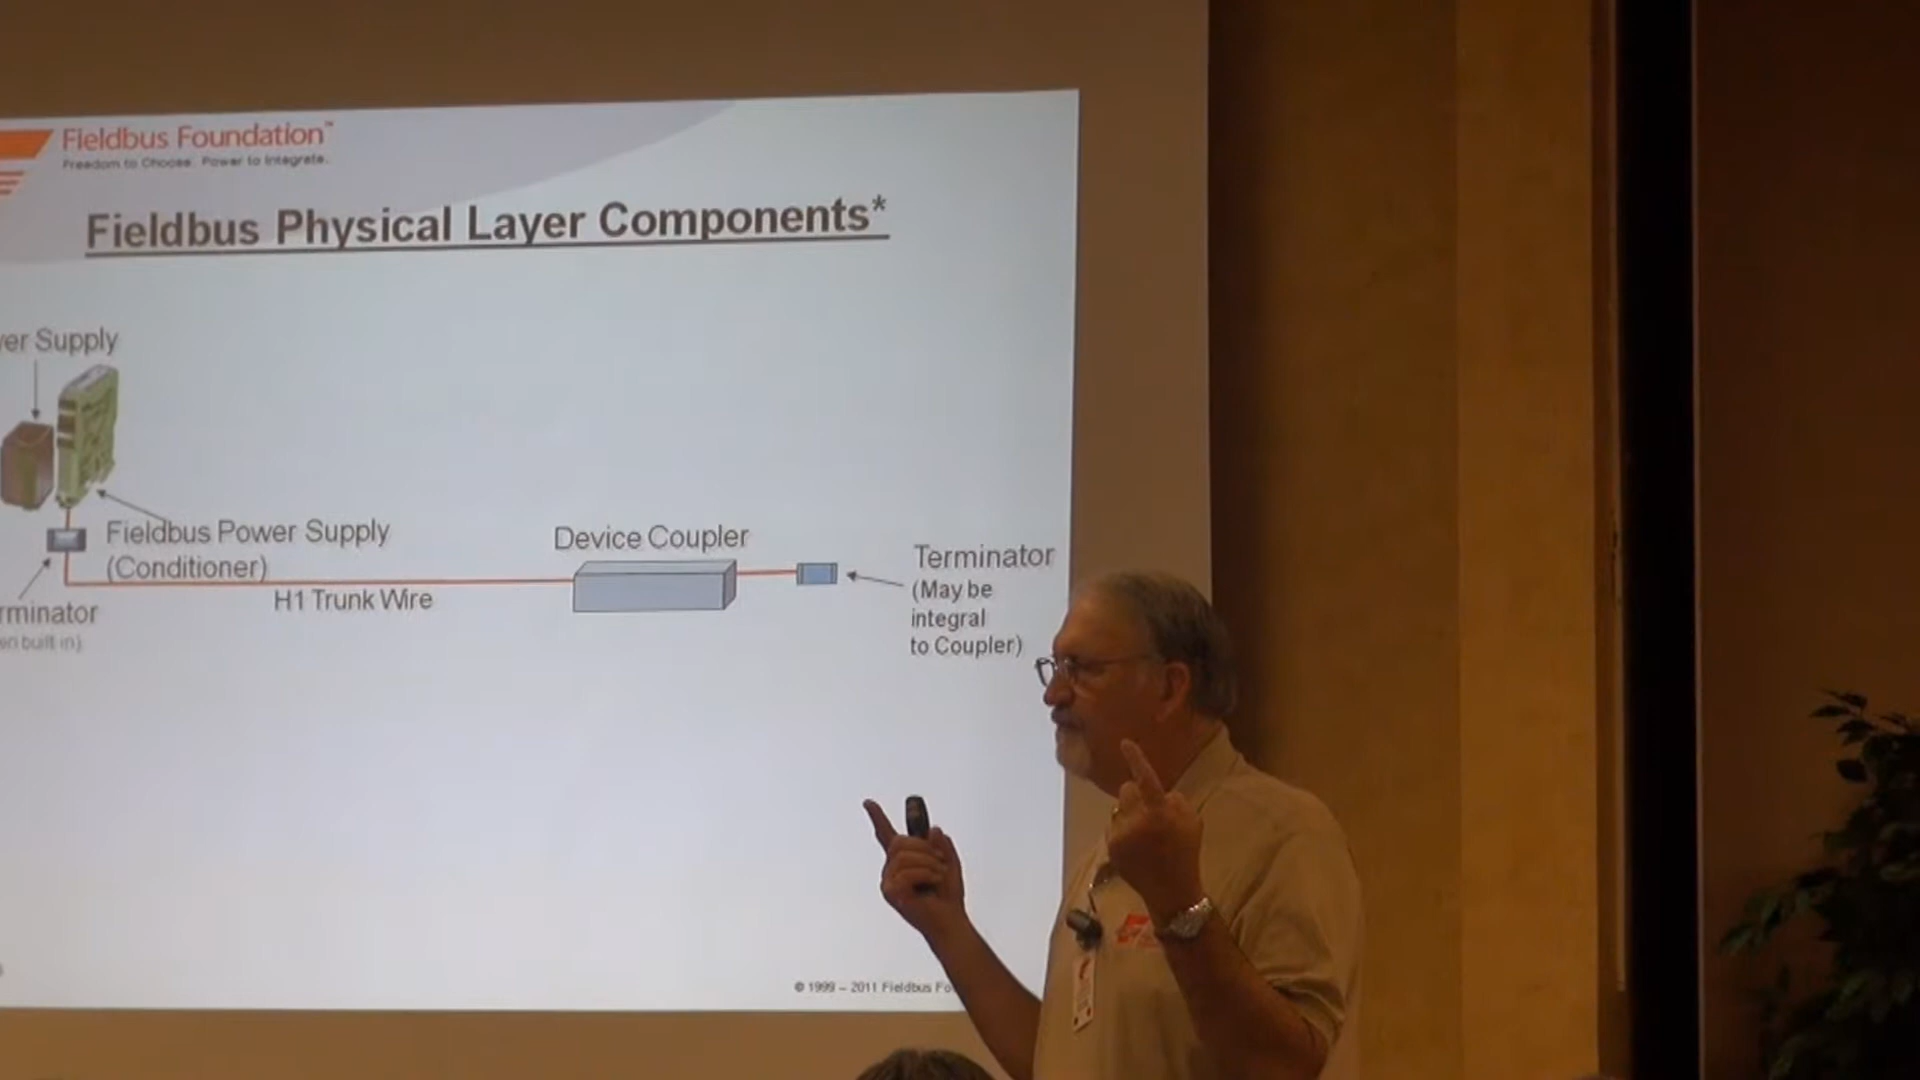 Fieldbus Foundation™
Freedom to Choose. Power to Integrate.
Fieldbus Physical Layer Components*
er Supply
Fieldbus Power Supply
(Conditioner)
Device Coupler
Terminator
(May be
integral
to Coupler)
H1 Trunk Wire
rminator
en built in)
© 1999 – 2011 Fieldbus Fo